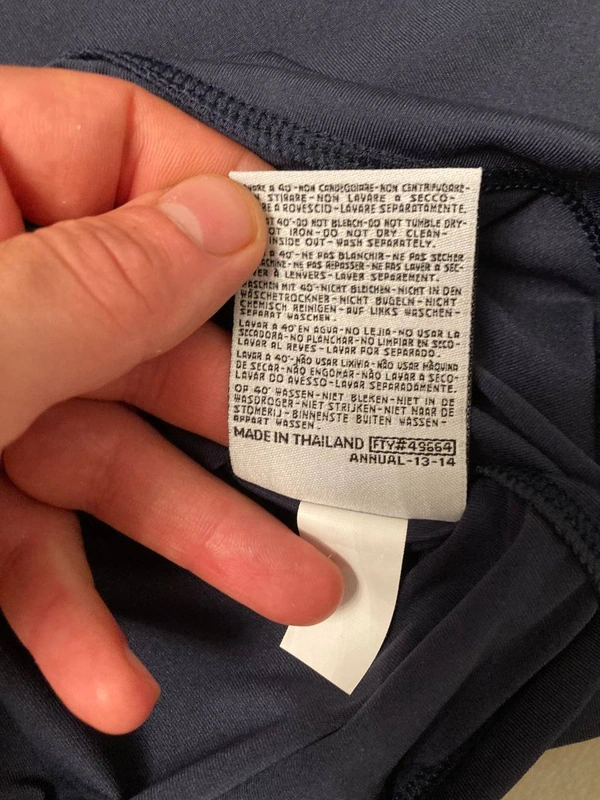 A 40°-NON CANDEGGIARE-NON CENTRIFUGARE-
STIRARE-NON LAVARE A SECCO-
A ROVESCIO-LAVARE SEPARATAMENTE.
AT 40°-DO NOT BLEACH-DO NOT TUMBLE DRY-
NOT IRON-DO NOT DRY CLEAN-
INSIDE OUT-WASH SEPARATELY.
A 40°-NE PAS BLANCHIR-NE PAS SECHER
MACHINE-NE PAS REPASSER-NE PAS LAVER A SEC-
A LENVERS-LAVER SEPAREMENT.
WASCHEN MIT 40°-NICHT BLEICHEN-NICHT IN DEN
WÄSCHETROCKNER-NICHT BUGELN-NICHT
CHEMISCH REINIGEN-AUF LINKS WASCHEN-
SEPARAT WASCHEN.
LAVAR A 40°EN AGUA-NO LEJIA-NO USAR LA
SECADORA-NO PLANCHAR-NO LIMPIAR EN SECO-
LAVAR AL REVES-LAVAR POR SEPARADO.
LAVAR A 40°-NÃO USAR LIXIVIA-NÃO USAR MÁQUINA
DE SECAR-NÃO ENGOMAR-NÃO LAVAR A SECO-
LAVAR DO AVESSO-LAVAR SEPARADAMENTE.
OP 40° WASSEN-NIET BLEKEN-NIET IN DE
WASDROGER-NIET STRIJKEN-NIET NAAR DE
STOMERIJ-BINNENSTE BUITEN WASSEN-
APPART WASSEN.
MADE IN THAILAND FTY#49664
ANNUAL-13-14